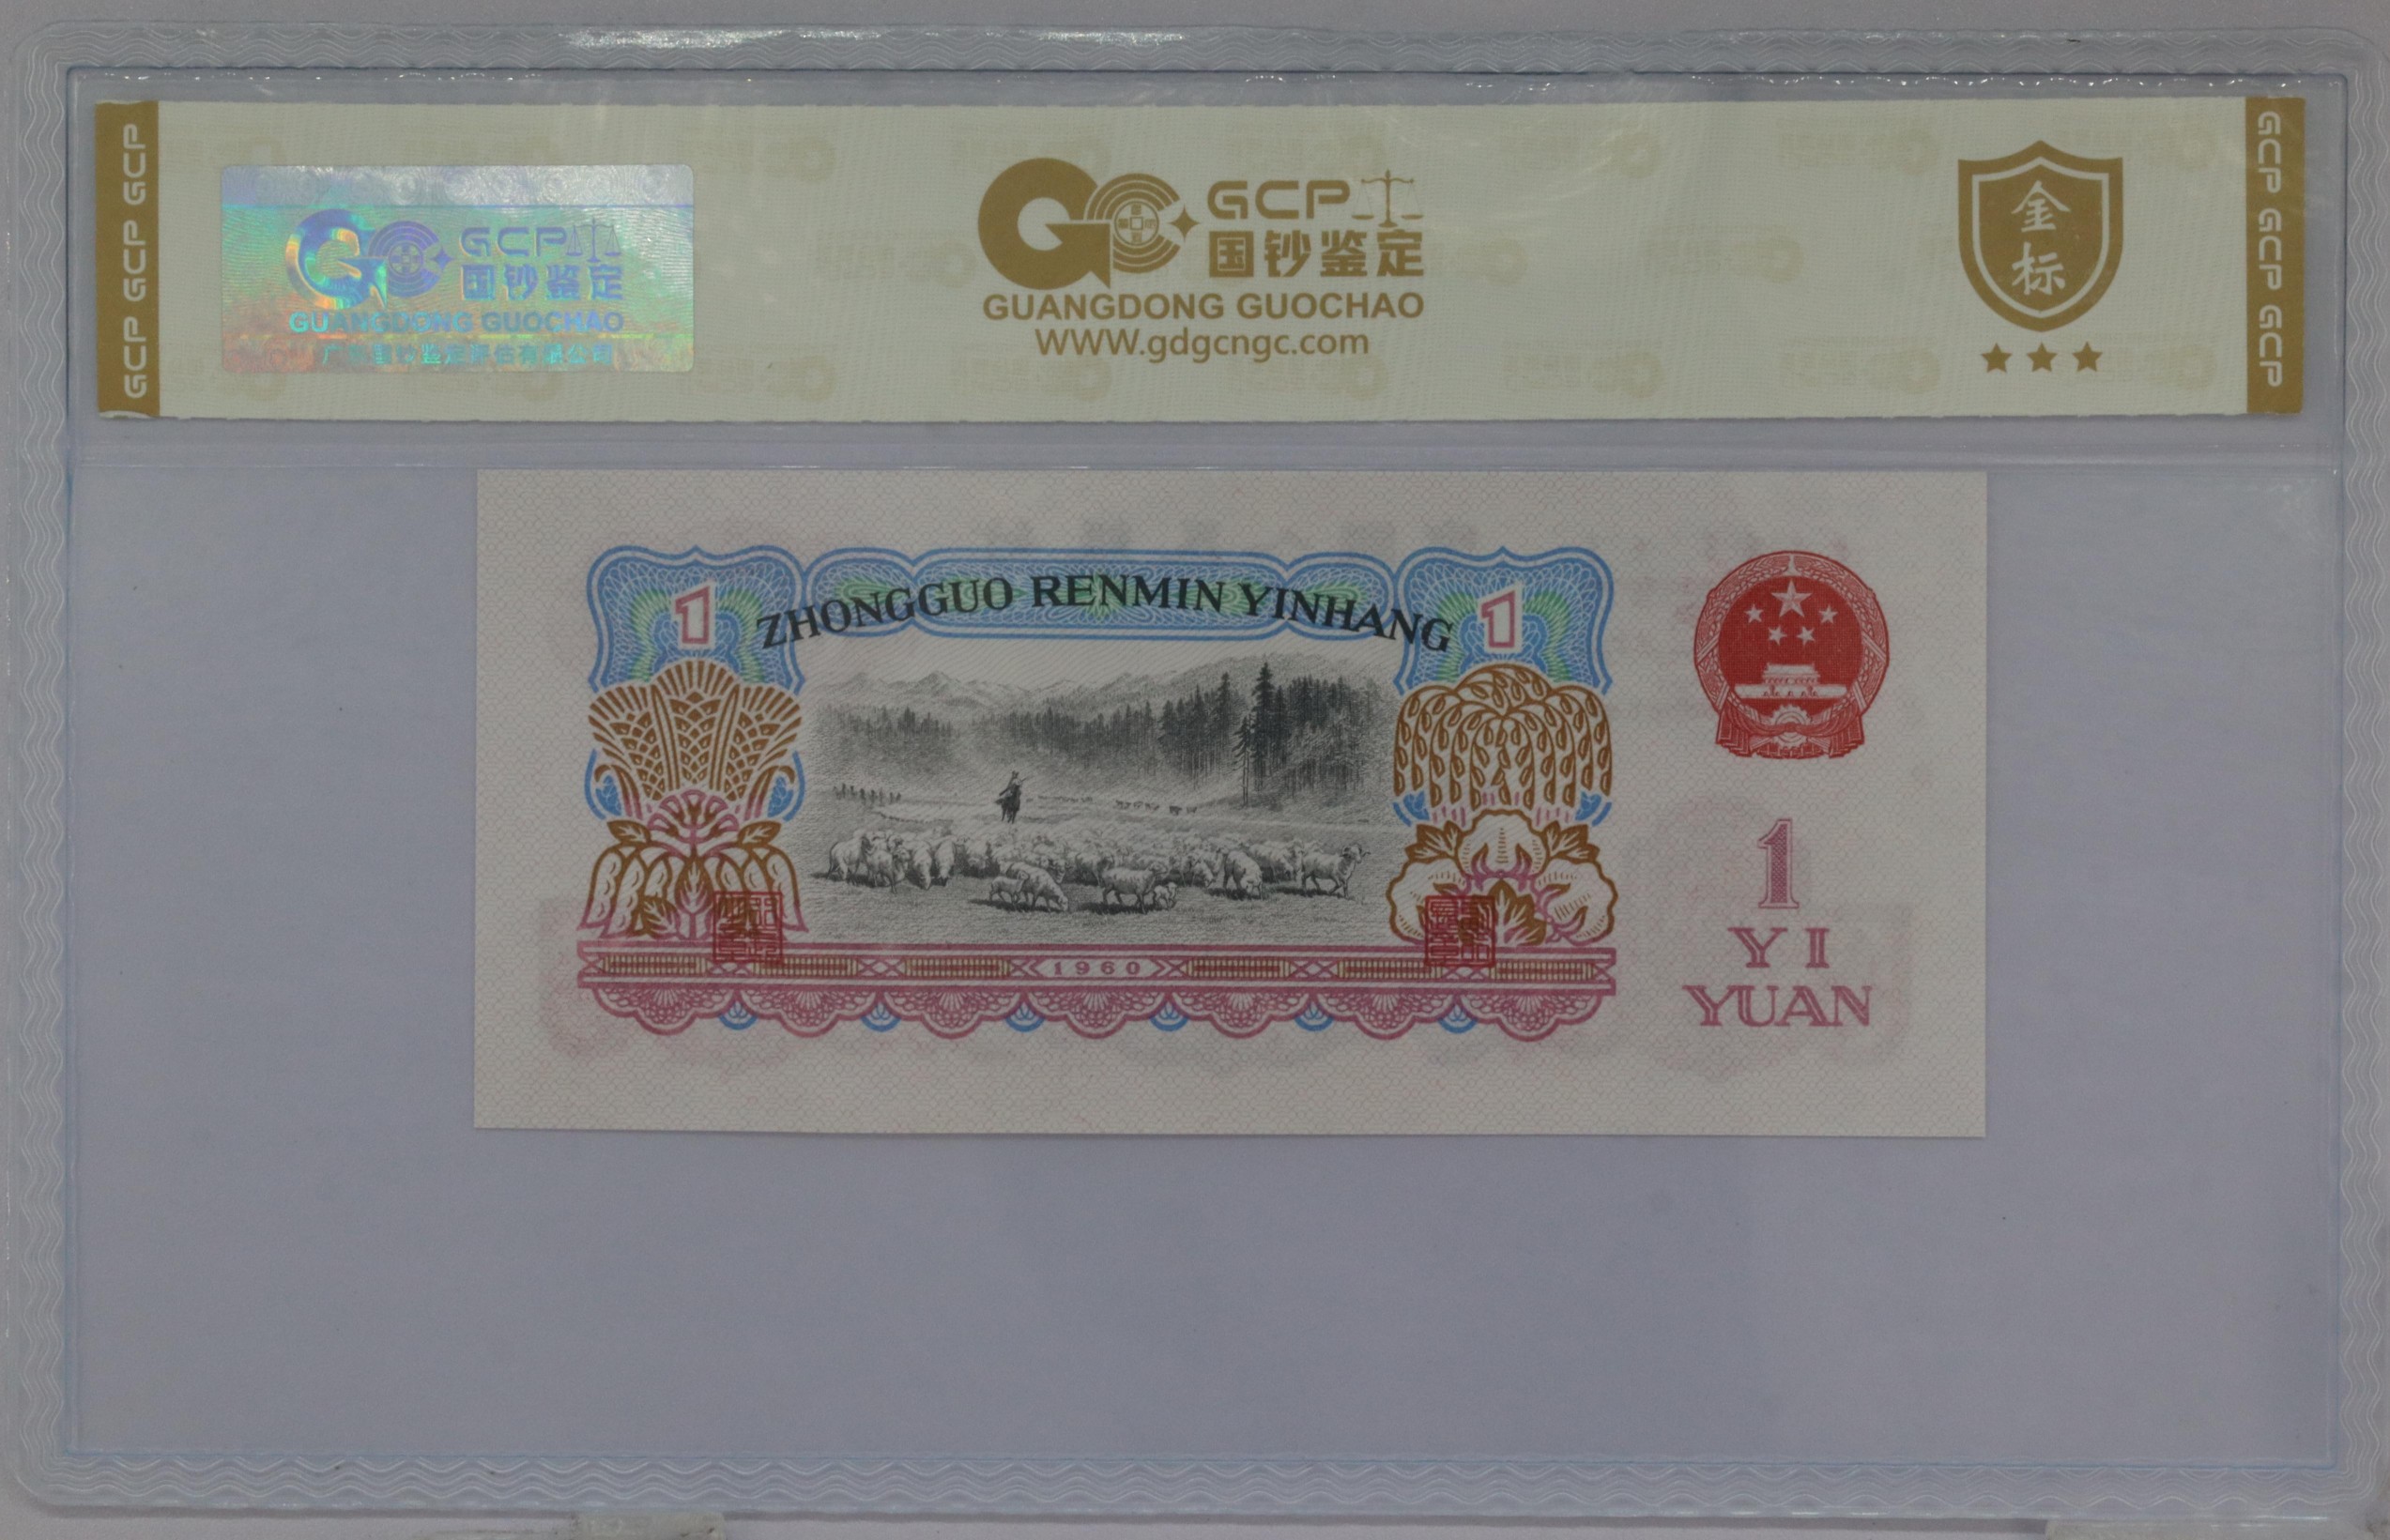 GCP GCP GCP
GCP
国钞鉴定
GUANGDONG GUOCHAO
广东国钞鉴定评估有限公司
GCP
国钞鉴定
GUANGDONG GUOCHAO
WWW.gdgcngc.com
金
标
GCP GCP GCP
1
ZHONGGUO RENMIN YINHANG
1
1960
1
YI
YUAN